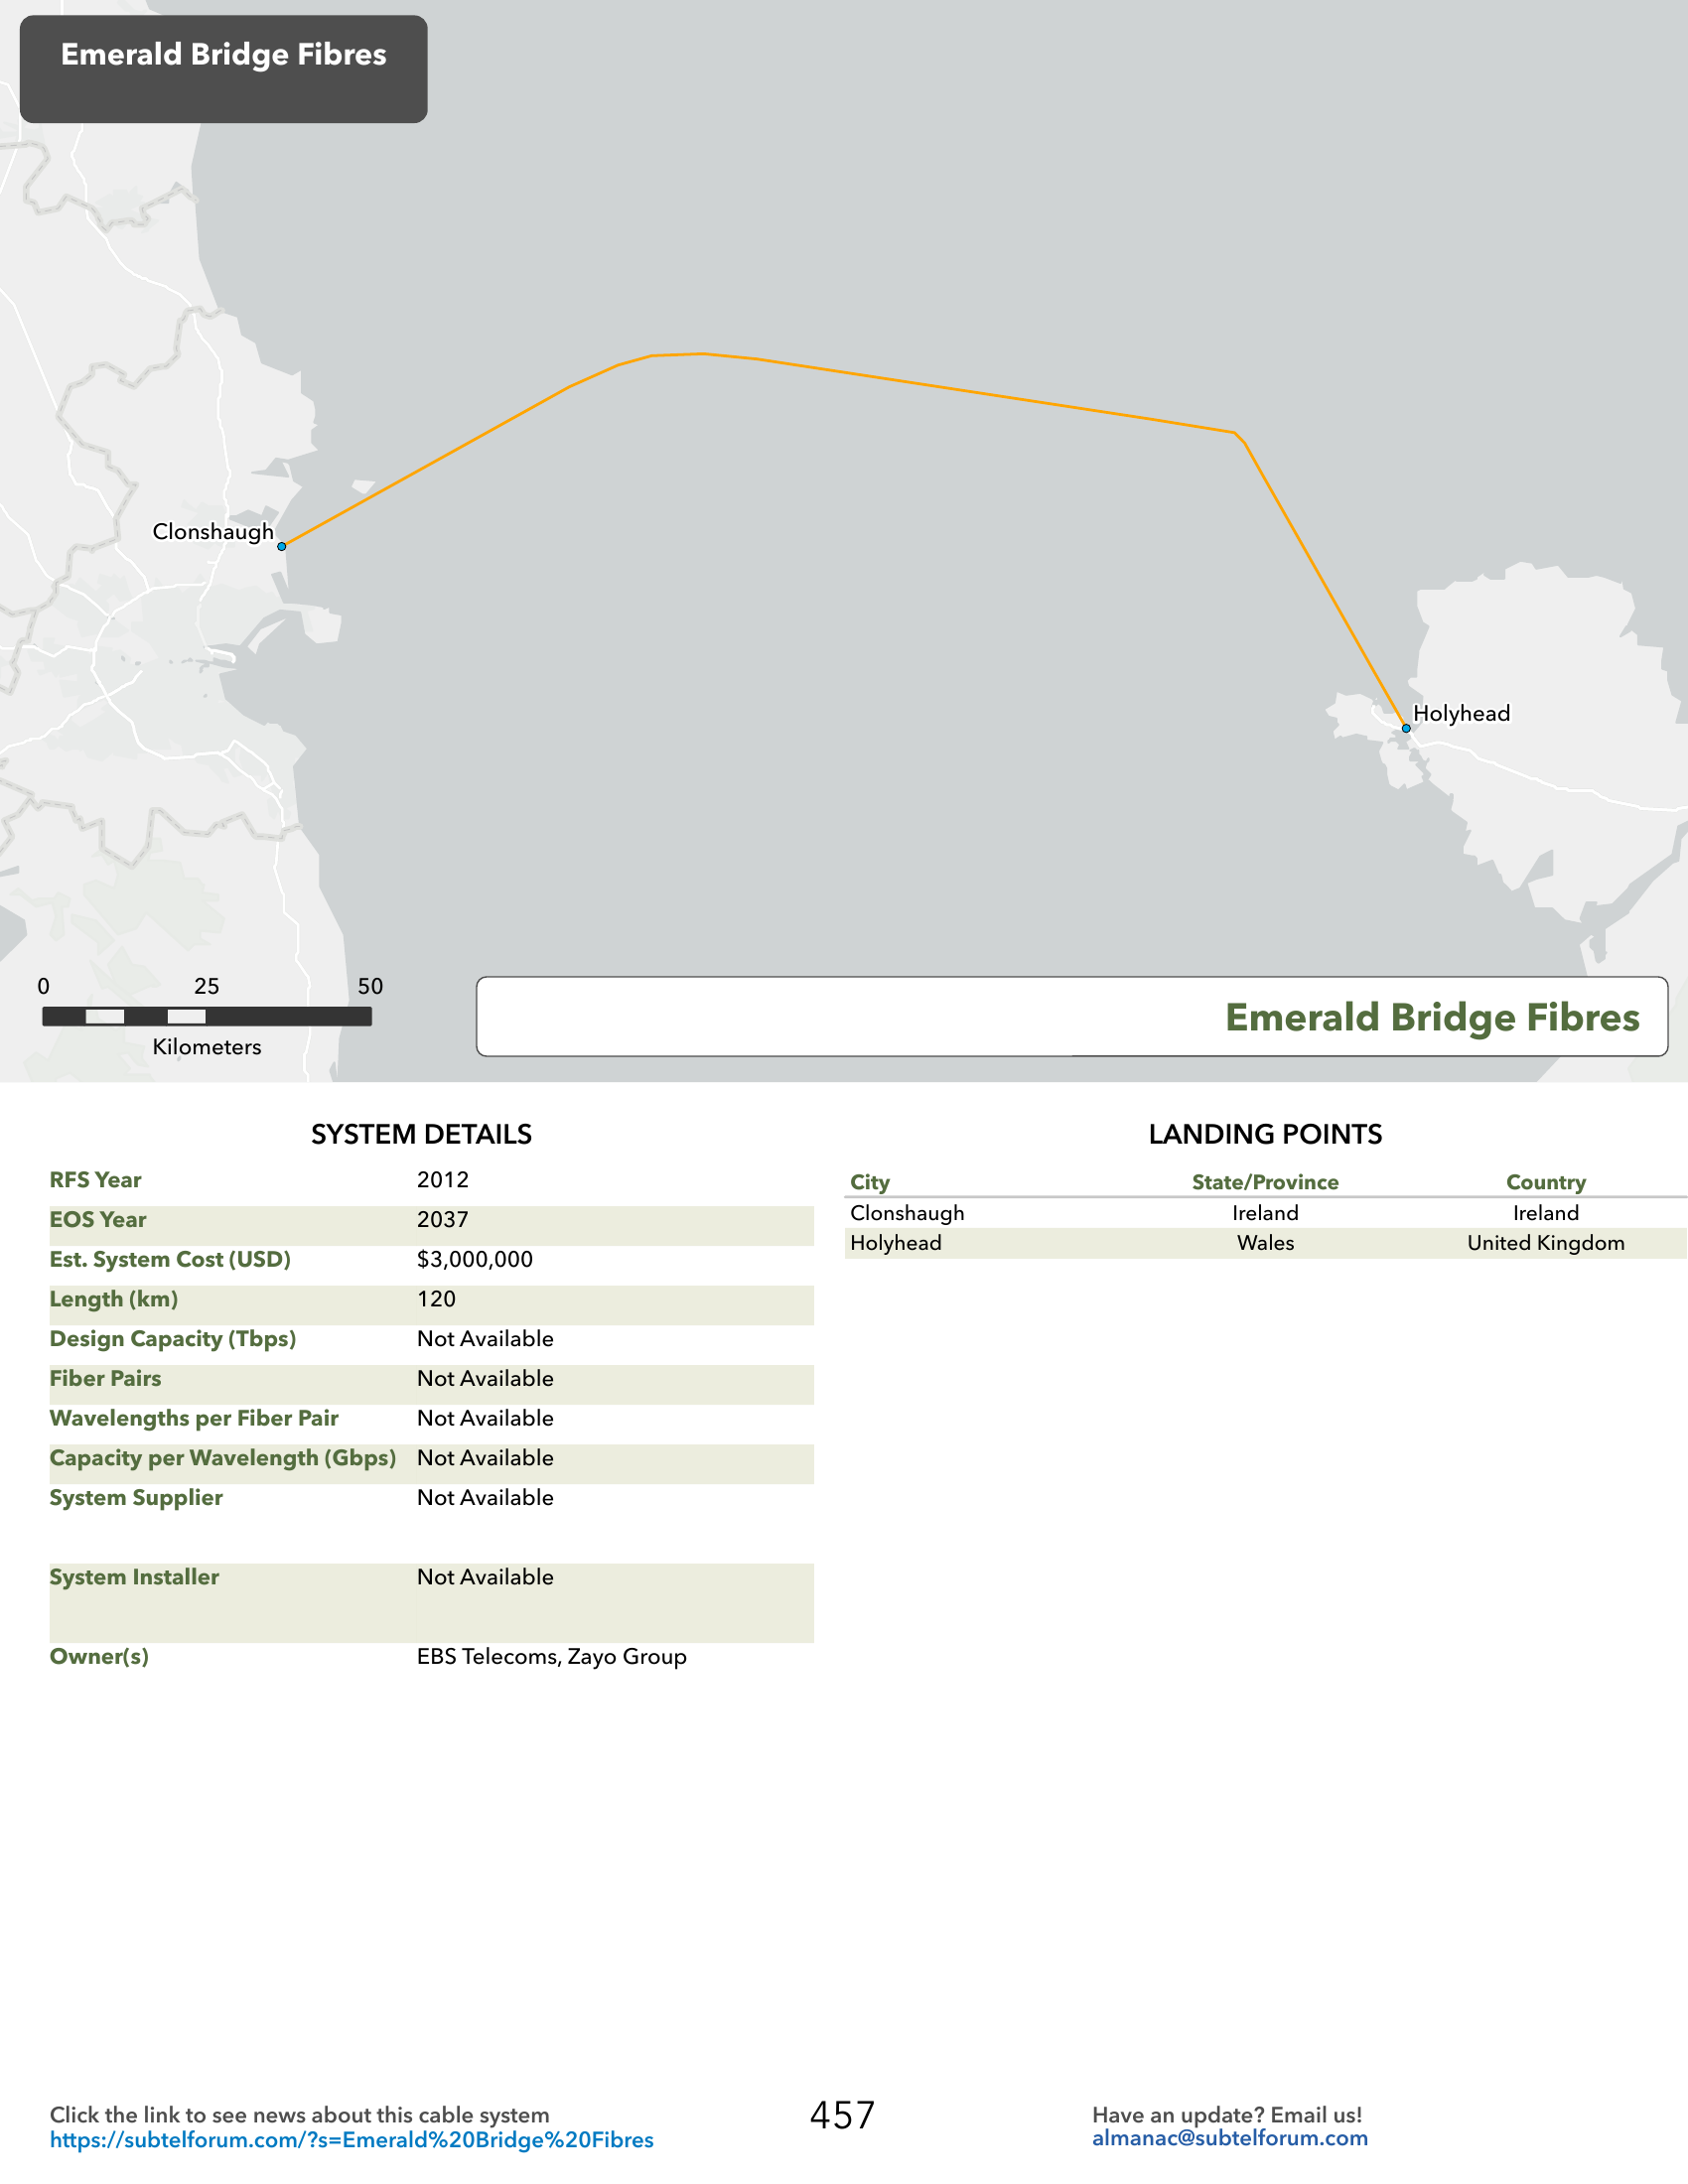 Emerald Bridge Fibres
Clonshaugh
Holyhead
0 25 50
Kilometers
Emerald Bridge Fibres
SYSTEM DETAILS
RFS Year 2012
EOS Year 2037
Est. System Cost (USD) $3,000,000
Length (km) 120
Design Capacity (Tbps) Not Available
Fiber Pairs Not Available
Wavelengths per Fiber Pair Not Available
Capacity per Wavelength (Gbps) Not Available
System Supplier Not Available
System Installer Not Available
Owner(s) EBS Telecoms, Zayo Group
LANDING POINTS
City State/Province Country
Clonshaugh Ireland Ireland
Holyhead Wales United Kingdom
Click the link to see news about this cable system
https://subtelforum.com/?s=Emerald%20Bridge%20Fibres
457
Have an update? Email us!
almanac@subtelforum.com